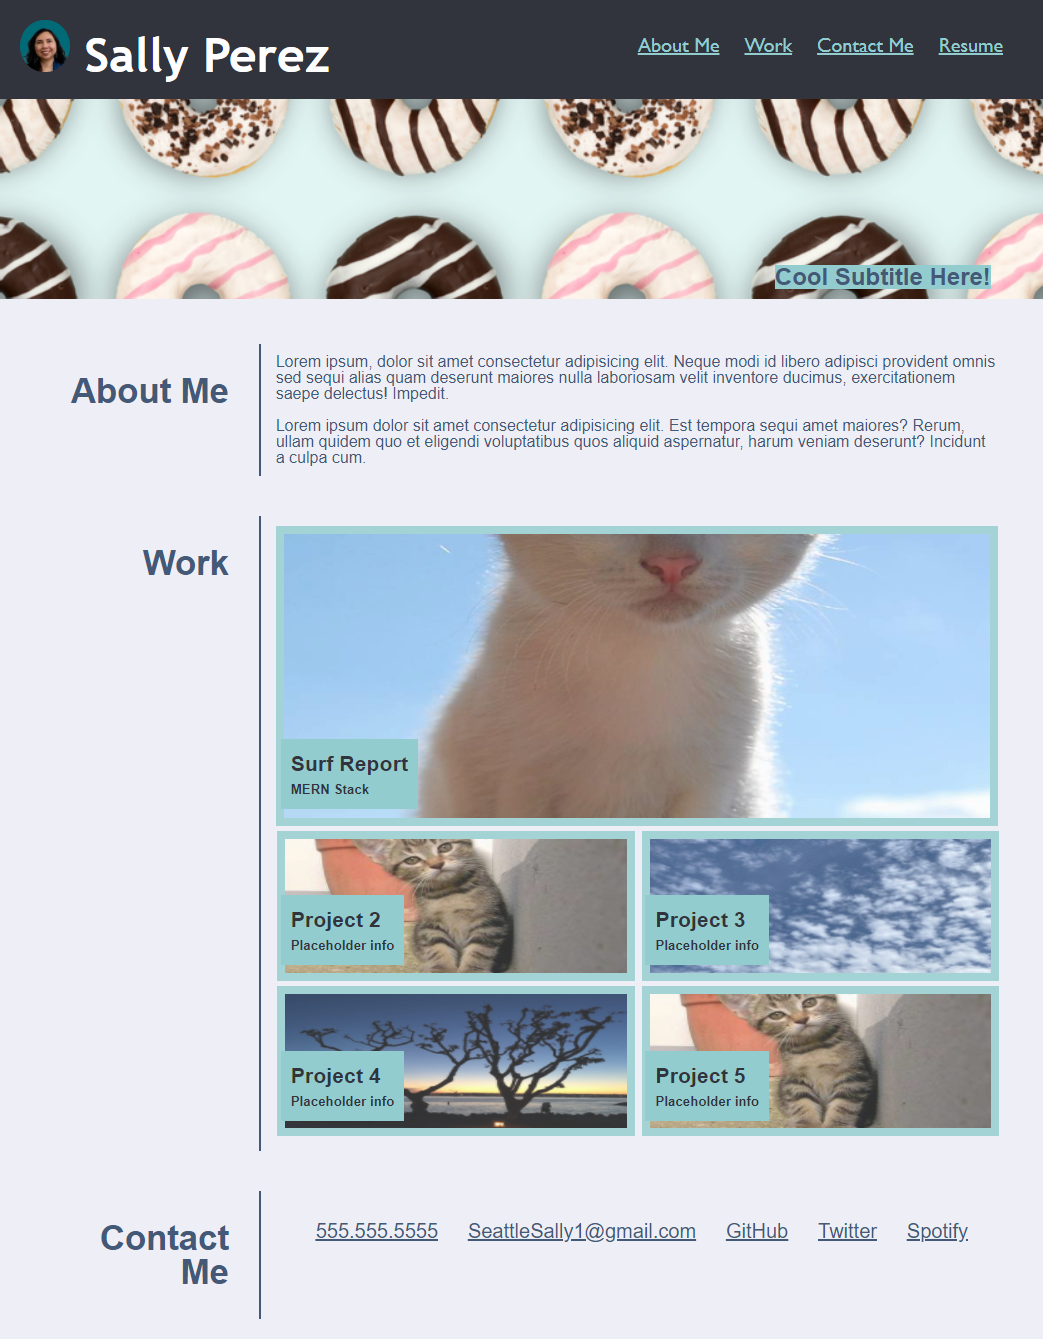 Sally Perez
About Me Work Contact Me Resume
Cool Subtitle Here!
About Me
Lorem ipsum, dolor sit amet consectetur adipisicing elit. Neque modi id libero adipisci provident omnis
sed sequi alias quam deserunt maiores nulla laboriosam velit inventore ducimus, exercitationem
saepe delectus! Impedit.
Lorem ipsum dolor sit amet consectetur adipisicing elit. Est tempora sequi amet maiores? Rerum,
ullam quidem quo et eligendi voluptatibus quos aliquid aspernatur, harum veniam deserunt? Incidunt
a culpa cum.
Work
Surf Report
MERN Stack
Project 2
Placeholder info
Project 3
Placeholder info
Project 4
Placeholder info
Project 5
Placeholder info
Contact
Me
555.555.5555 SeattleSally1@gmail.com GitHub Twitter Spotify